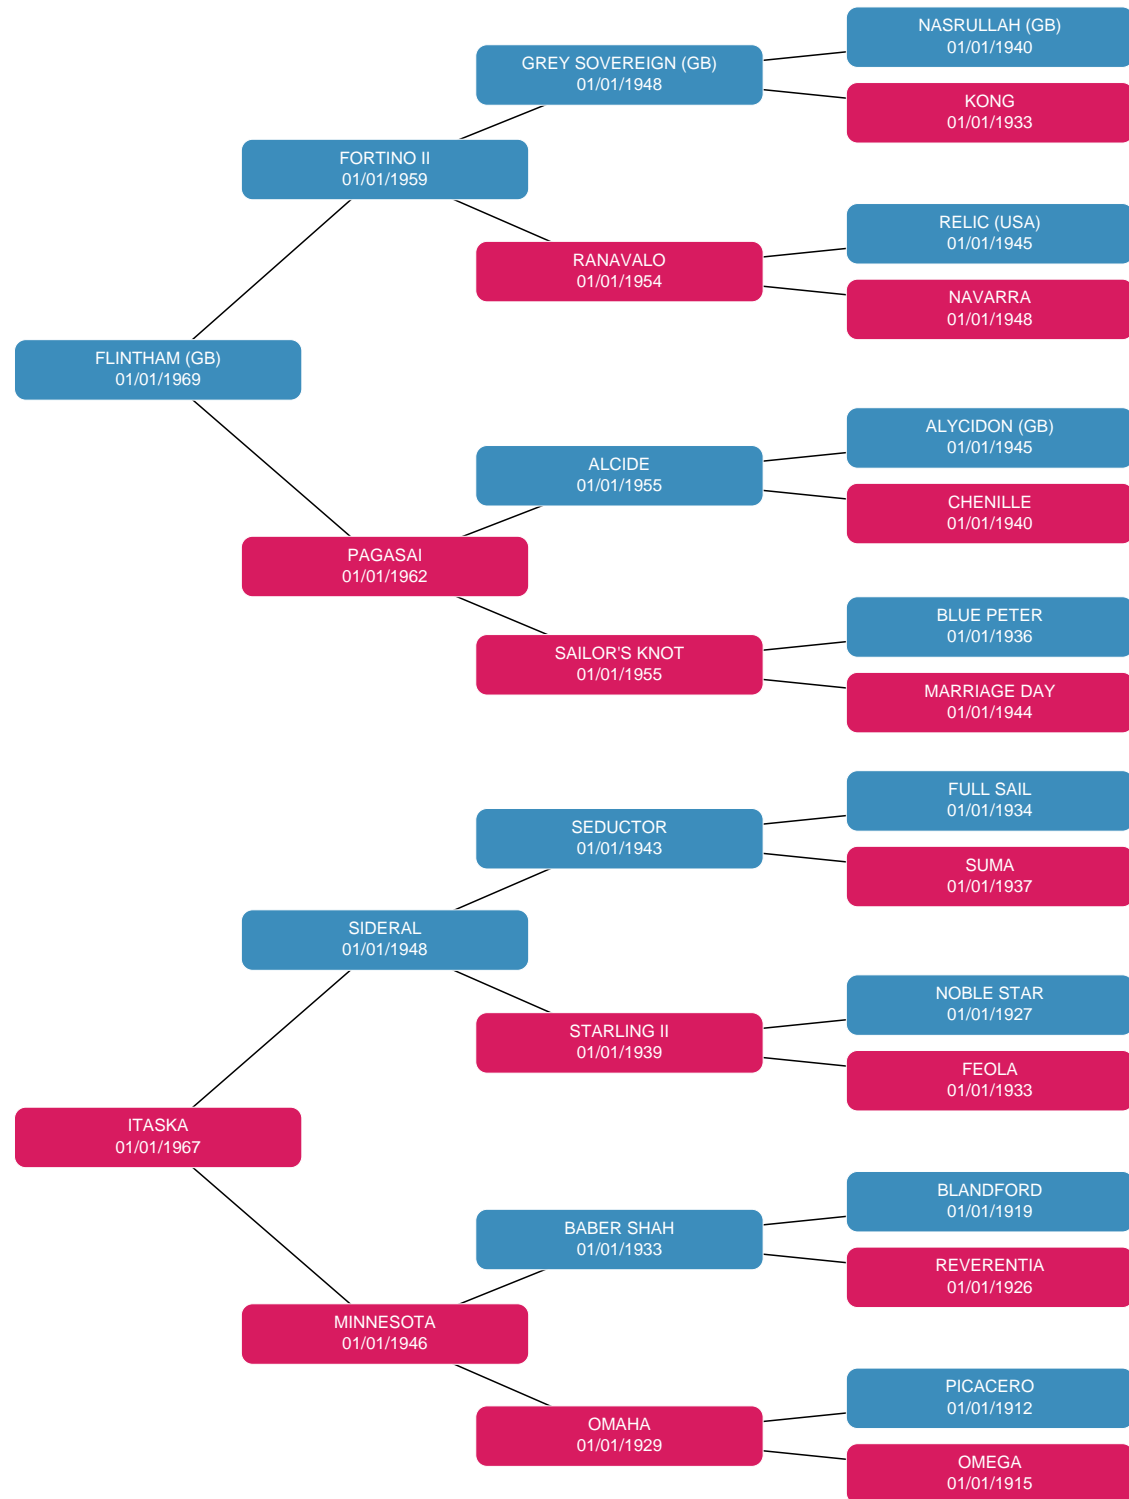 NASRULLAH (GB)
01/01/1940
GREY SOVEREIGN (GB)
01/01/1948
KONG
01/01/1933
FORTINO II
01/01/1959
RELIC (USA)
01/01/1945
RANAVALO
01/01/1954
NAVARRA
01/01/1948
FLINTHAM (GB)
01/01/1969
ALYCIDON (GB)
01/01/1945
ALCIDE
01/01/1955
CHENILLE
01/01/1940
PAGASAI
01/01/1962
BLUE PETER
01/01/1936
SAILOR'S KNOT
01/01/1955
MARRIAGE DAY
01/01/1944
FULL SAIL
01/01/1934
SEDUCTOR
01/01/1943
SUMA
01/01/1937
SIDERAL
01/01/1948
NOBLE STAR
01/01/1927
STARLING II
01/01/1939
FEOLA
01/01/1933
ITASKA
01/01/1967
BLANDFORD
01/01/1919
BABER SHAH
01/01/1933
REVERENTIA
01/01/1926
MINNESOTA
01/01/1946
PICACERO
01/01/1912
OMAHA
01/01/1929
OMEGA
01/01/1915